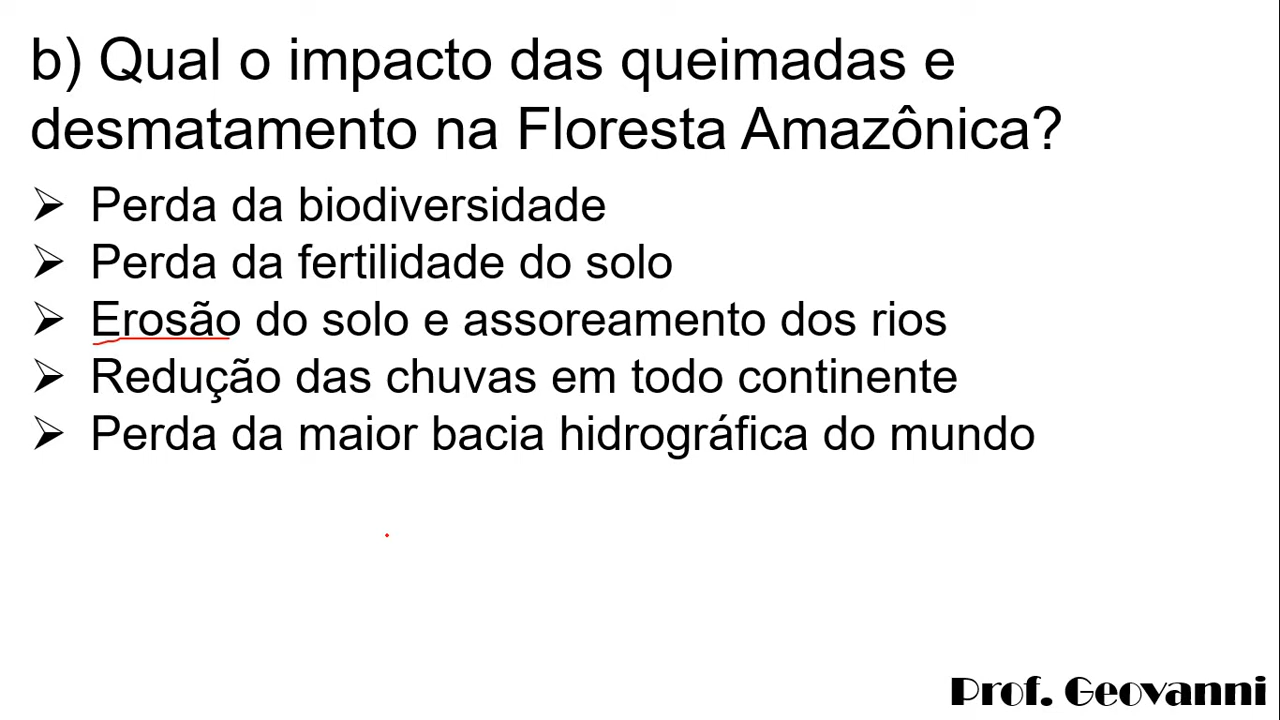 b) Qual o impacto das queimadas e
desmatamento na Floresta Amazônica?
➢ Perda da biodiversidade
➢ Perda da fertilidade do solo
➢ Erosão do solo e assoreamento dos rios
➢ Redução das chuvas em todo continente
➢ Perda da maior bacia hidrográfica do mundo
Prof. Geovanni